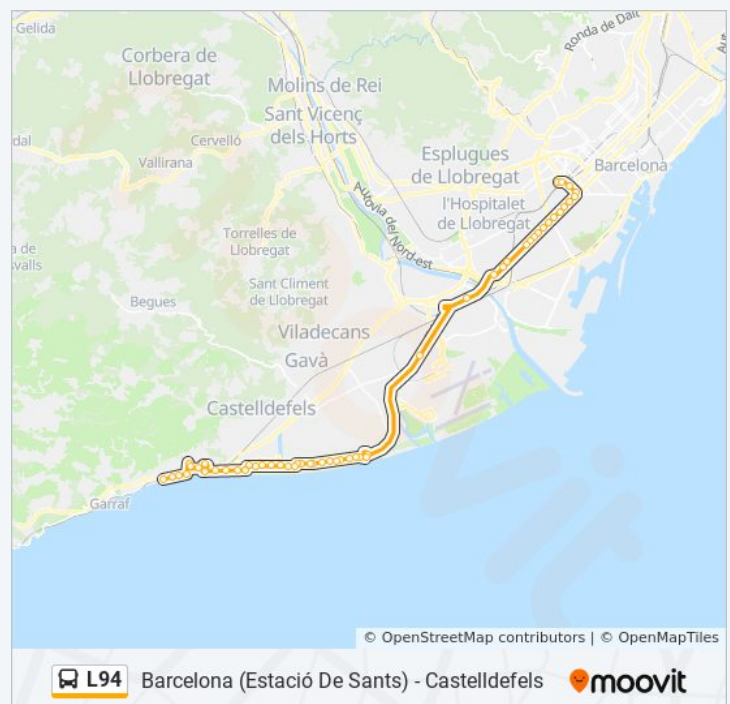 Gelida
Ronda de Dalt
Corbera de
Llobregat
Molins de Rei
Sant Vicenç
dels Horts
Cervelló
Vallirana
Esplugues
de Llobregat
Barcelona
Autovia del Nord-est
l'Hospitalet
de Llobregat
Torrelles de
Llobregat
Sant Climent
de Llobregat
Begues
Viladecans
Gavà
Castelldefels
Garraf
© OpenStreetMap contributors | © OpenMapTiles
L94 Barcelona (Estació De Sants) - Castelldefels moovit